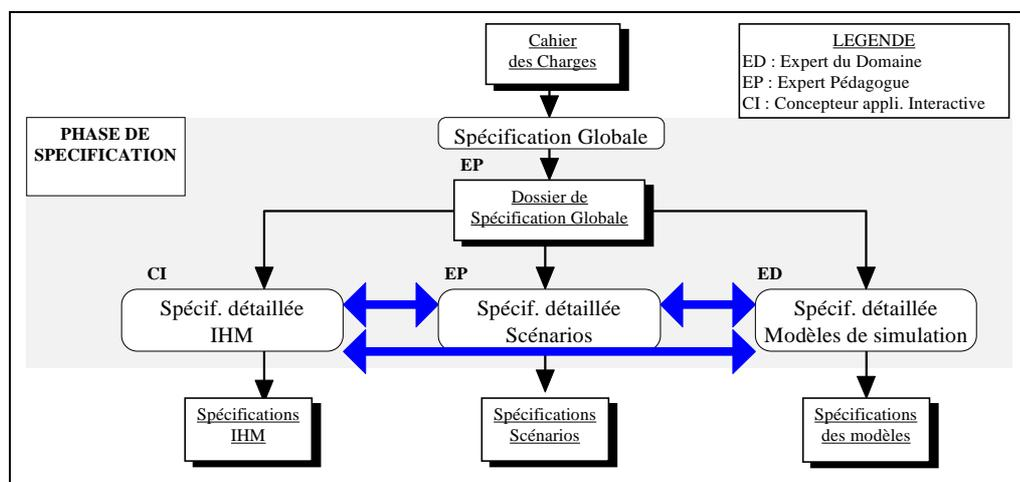 Cahier
des Charges
LEGENDE
ED : Expert du Domaine
EP : Expert Pédagogue
CI : Concepteur appli. Interactive
PHASE DE
SPECIFICATION
Spécification Globale
EP
Dossier de
Spécification Globale
CI
EP
ED
Spécif. détaillée
IHM
Spécif. détaillée
Scénarios
Spécif. détaillée
Modèles de simulation
Spécifications
IHM
Spécifications
Scénarios
Spécifications
des modèles